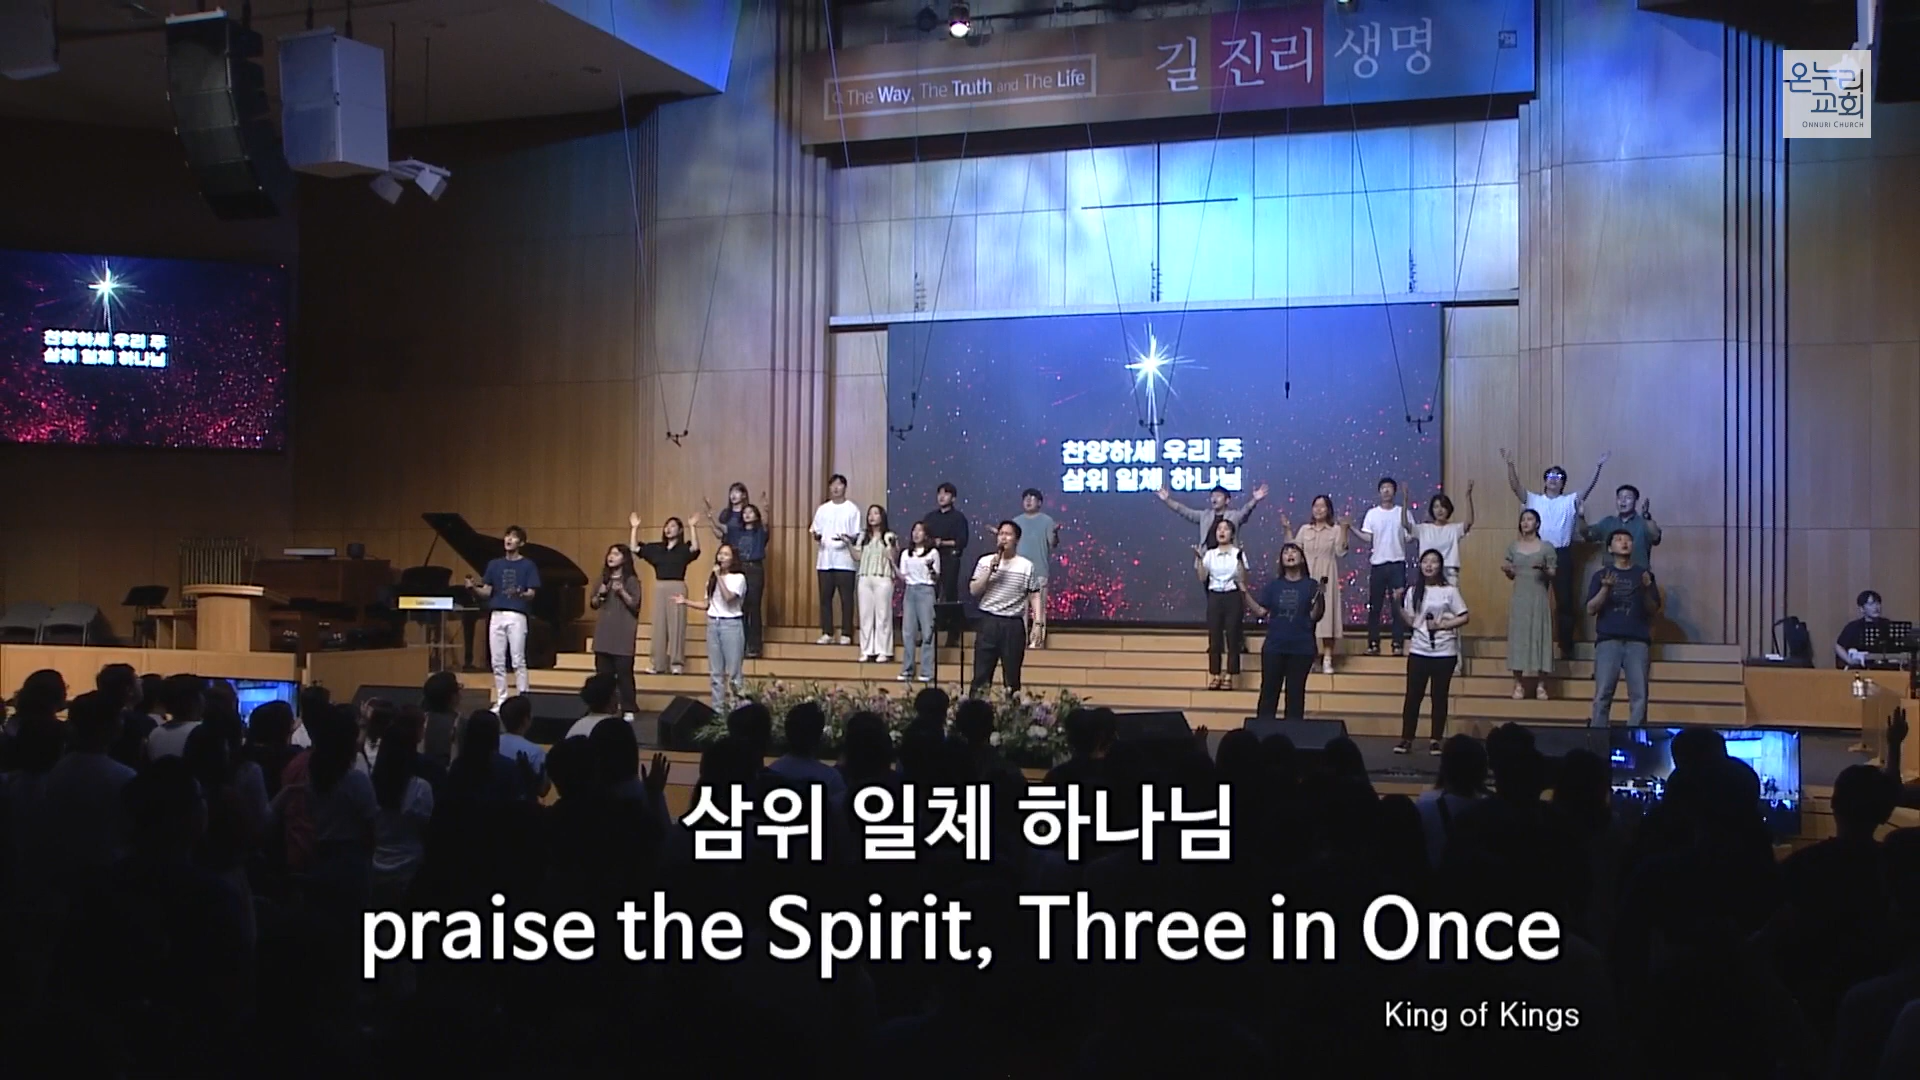 The Way, The Truth and The Life
길 진리 생명
온누리
교회
ONNURI CHURCH
찬양하세 우리 주
삼위 일체 하나님
찬양하세 우리 주
삼위 일체 하나님
삼위 일체 하나님
praise the Spirit, Three in Once
King of Kings